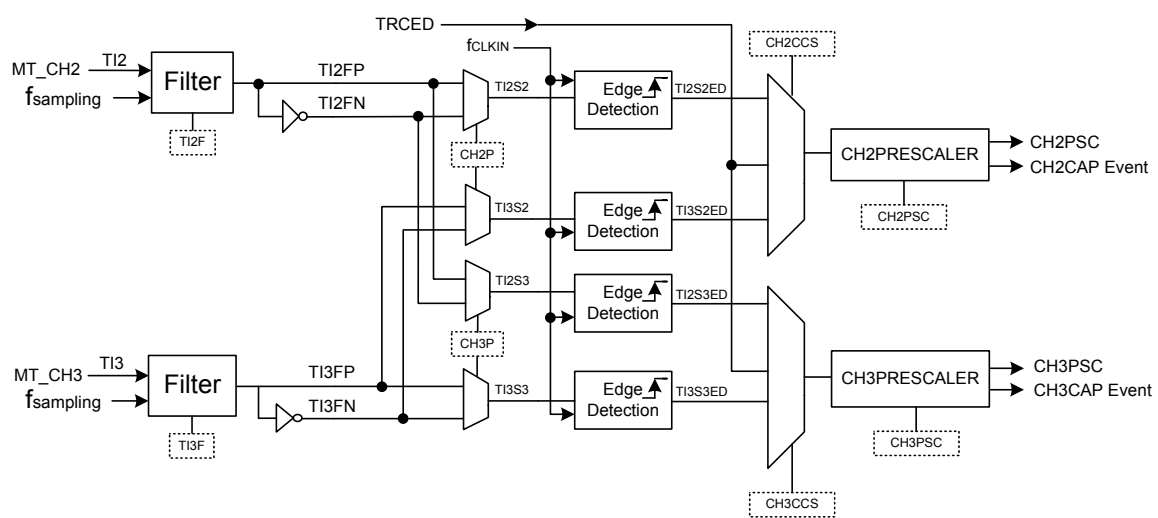 TRCED
fCLKIN
CH2CCS
MT_CH2
TI2
fsampling
Filter
TI2F
TI2FP
TI2FN
TI2S2
CH2P
Edge
Detection
TI2S2ED
CH2PRESCALER
CH2PSC
CH2CAP Event
CH2PSC
TI3S2
Edge
Detection
TI3S2ED
TI2S3
Edge
Detection
TI2S3ED
CH3P
MT_CH3
TI3
fsampling
Filter
TI3F
TI3FP
TI3FN
TI3S3
Edge
Detection
TI3S3ED
CH3PRESCALER
CH3PSC
CH3CAP Event
CH3PSC
CH3CCS